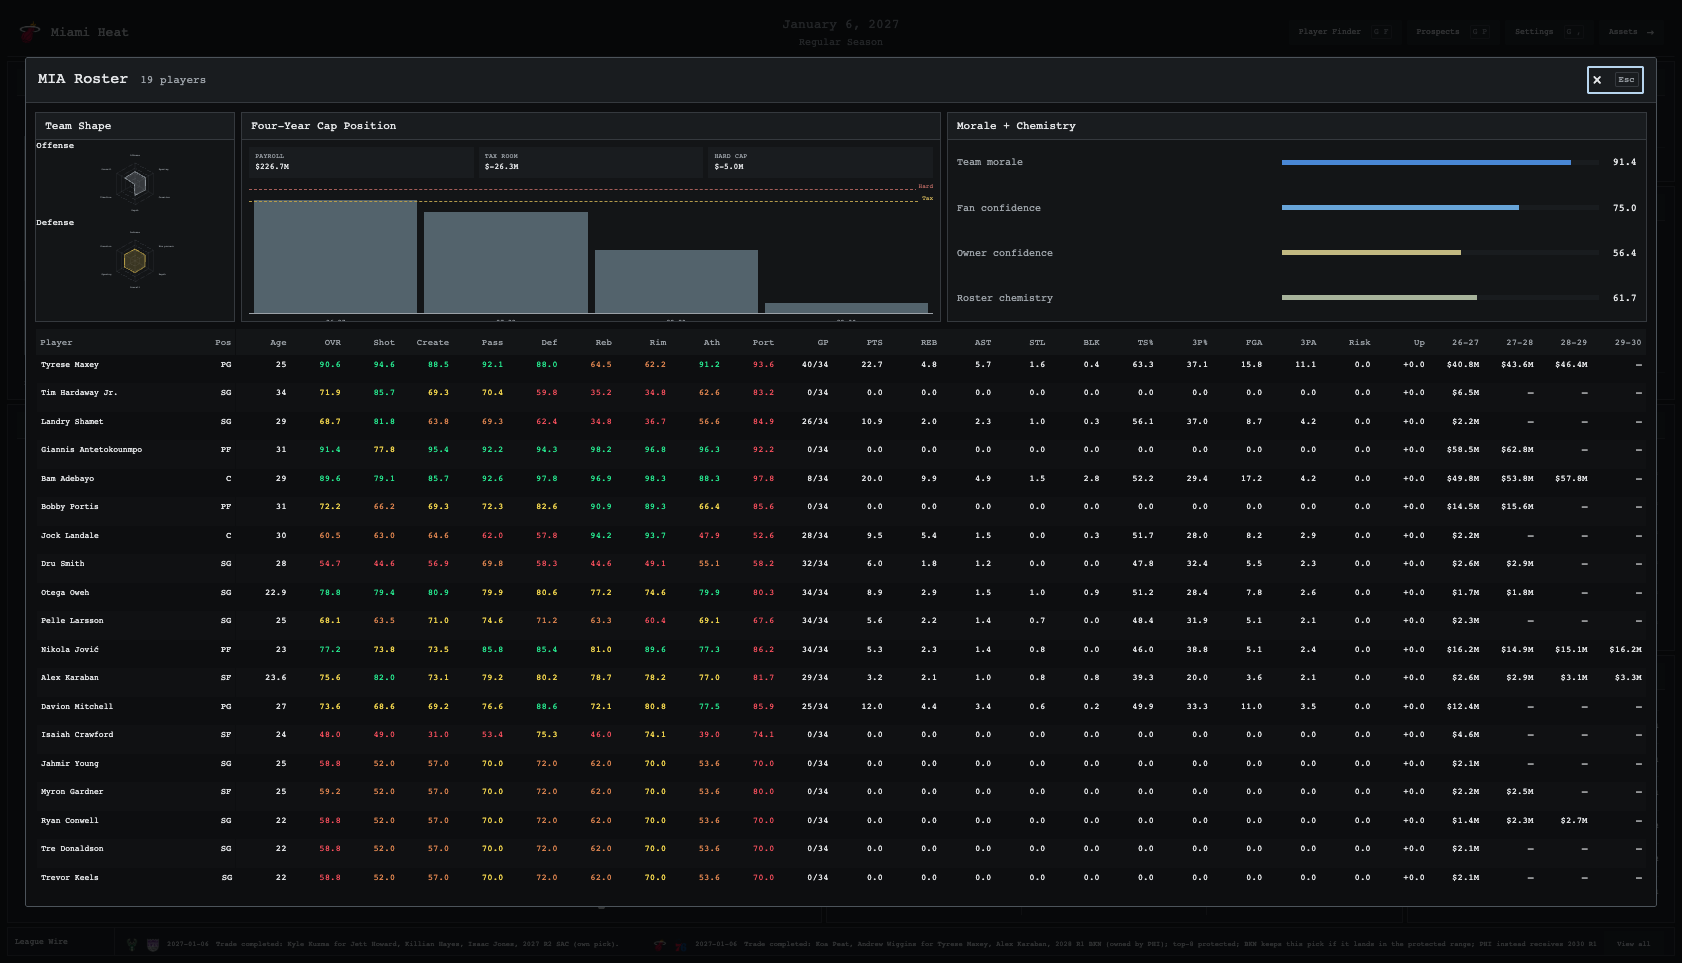 Miami Heat
January 6, 2027
Regular Season
Player Finder G F
Prospects G P
Settings G ,
Assets →
MIA Roster 19 players
× Esc
Team Shape
Offense
Defense
Four-Year Cap Position
PAYROLL
$226.7M
TAX ROOM
$-26.3M
HARD CAP
$-5.0M
Hard
Tax
Morale + Chemistry
Team morale 91.4
Fan confidence 75.0
Owner confidence 56.4
Roster chemistry 61.7
Player Pos Age OVR Shot Create Pass Def Reb Rim Ath Port GP PTS REB AST STL BLK TS% 3P% FGA 3PA Risk Up 26-27 27-28 28-29 29-30
Tyrese Maxey PG 25 90.6 94.6 88.5 92.1 88.0 64.5 62.2 91.2 93.6 40/34 22.7 4.8 5.7 1.6 0.4 63.3 37.1 15.8 11.1 0.0 +0.0 $40.8M $43.6M $46.4M —
Tim Hardaway Jr. SG 34 71.9 85.7 69.3 70.4 59.8 35.2 34.8 62.6 83.2 0/34 0.0 0.0 0.0 0.0 0.0 0.0 0.0 0.0 0.0 0.0 +0.0 $6.5M — — —
Landry Shamet SG 29 68.7 81.8 63.8 69.3 62.4 34.8 36.7 56.6 84.9 26/34 10.9 2.0 2.3 1.0 0.3 56.1 37.0 8.7 4.2 0.0 +0.0 $2.2M — — —
Giannis Antetokounmpo PF 31 91.4 77.8 95.4 92.2 94.3 98.2 96.8 96.3 92.2 0/34 0.0 0.0 0.0 0.0 0.0 0.0 0.0 0.0 0.0 0.0 +0.0 $58.5M $62.8M — —
Bam Adebayo C 29 89.6 79.1 85.7 92.6 97.8 96.9 98.3 88.3 97.8 8/34 20.0 9.9 4.9 1.5 2.8 52.2 29.4 17.2 4.2 0.0 +0.0 $49.8M $53.8M $57.8M —
Bobby Portis PF 31 72.2 66.2 69.3 72.3 82.6 90.9 89.3 66.4 85.6 0/34 0.0 0.0 0.0 0.0 0.0 0.0 0.0 0.0 0.0 0.0 +0.0 $14.5M $15.6M — —
Jock Landale C 30 60.5 63.0 64.6 62.0 57.8 94.2 93.7 47.9 52.6 28/34 9.5 5.4 1.5 0.0 0.3 51.7 28.0 8.2 2.9 0.0 +0.0 $2.2M — — —
Dru Smith SG 28 54.7 44.6 56.9 69.8 58.3 44.6 49.1 55.1 58.2 32/34 6.0 1.8 1.2 0.0 0.0 47.8 32.4 5.5 2.3 0.0 +0.0 $2.6M $2.9M — —
Otega Oweh SG 22.9 78.8 79.4 80.9 79.9 80.6 77.2 74.6 79.9 80.3 34/34 8.9 2.9 1.5 1.0 0.9 51.2 28.4 7.8 2.6 0.0 +0.0 $1.7M $1.8M — —
Pelle Larsson SG 25 68.1 63.5 71.0 74.6 71.2 63.3 60.4 69.1 67.6 34/34 5.6 2.2 1.4 0.7 0.0 48.4 31.9 5.1 2.1 0.0 +0.0 $2.3M — — —
Nikola Jović PF 23 77.2 73.8 73.5 85.8 85.4 81.0 89.6 77.3 86.2 34/34 5.3 2.3 1.4 0.8 0.0 46.0 38.8 5.1 2.4 0.0 +0.0 $16.2M $14.9M $15.1M $16.2M
Alex Karaban SF 23.6 75.6 82.0 73.1 79.2 80.2 78.7 78.2 77.0 81.7 29/34 3.2 2.1 1.0 0.8 0.8 39.3 20.0 3.6 2.1 0.0 +0.0 $2.6M $2.9M $3.1M $3.3M
Davion Mitchell PG 27 73.6 68.6 69.2 76.6 88.6 72.1 80.8 77.5 85.9 25/34 12.0 4.4 3.4 0.6 0.2 49.9 33.3 11.0 3.5 0.0 +0.0 $12.4M — — —
Isaiah Crawford SF 24 48.0 49.0 31.0 53.4 75.3 46.0 74.1 39.0 74.1 0/34 0.0 0.0 0.0 0.0 0.0 0.0 0.0 0.0 0.0 0.0 +0.0 $4.6M — — —
Jahmir Young SG 25 58.8 52.0 57.0 70.0 72.0 62.0 70.0 53.6 70.0 0/34 0.0 0.0 0.0 0.0 0.0 0.0 0.0 0.0 0.0 0.0 +0.0 $2.1M — — —
Myron Gardner SF 25 59.2 52.0 57.0 70.0 72.0 62.0 70.0 53.6 80.0 0/34 0.0 0.0 0.0 0.0 0.0 0.0 0.0 0.0 0.0 0.0 +0.0 $2.2M $2.5M — —
Ryan Conwell SG 22 58.8 52.0 57.0 70.0 72.0 62.0 70.0 53.6 70.0 0/34 0.0 0.0 0.0 0.0 0.0 0.0 0.0 0.0 0.0 0.0 +0.0 $1.4M $2.3M $2.7M —
Tre Donaldson SG 22 58.8 52.0 57.0 70.0 72.0 62.0 70.0 53.6 70.0 0/34 0.0 0.0 0.0 0.0 0.0 0.0 0.0 0.0 0.0 0.0 +0.0 $2.1M — — —
Trevor Keels SG 22 58.8 52.0 57.0 70.0 72.0 62.0 70.0 53.6 70.0 0/34 0.0 0.0 0.0 0.0 0.0 0.0 0.0 0.0 0.0 0.0 +0.0 $2.1M — — —
League Wire
2027-01-06 Trade completed: Kyle Kuzma for Jett Howard, Killian Hayes, Isaac Jones, 2027 R2 SAC (own pick).
2027-01-06 Trade completed: Koa Peat, Andrew Wiggins for Tyrese Maxey, Alex Karaban, 2028 R1 BKN (owned by PHI); top-8 protected; BKN keeps this pick if it lands in the protected range; PHI instead receives 2030 R1
View all